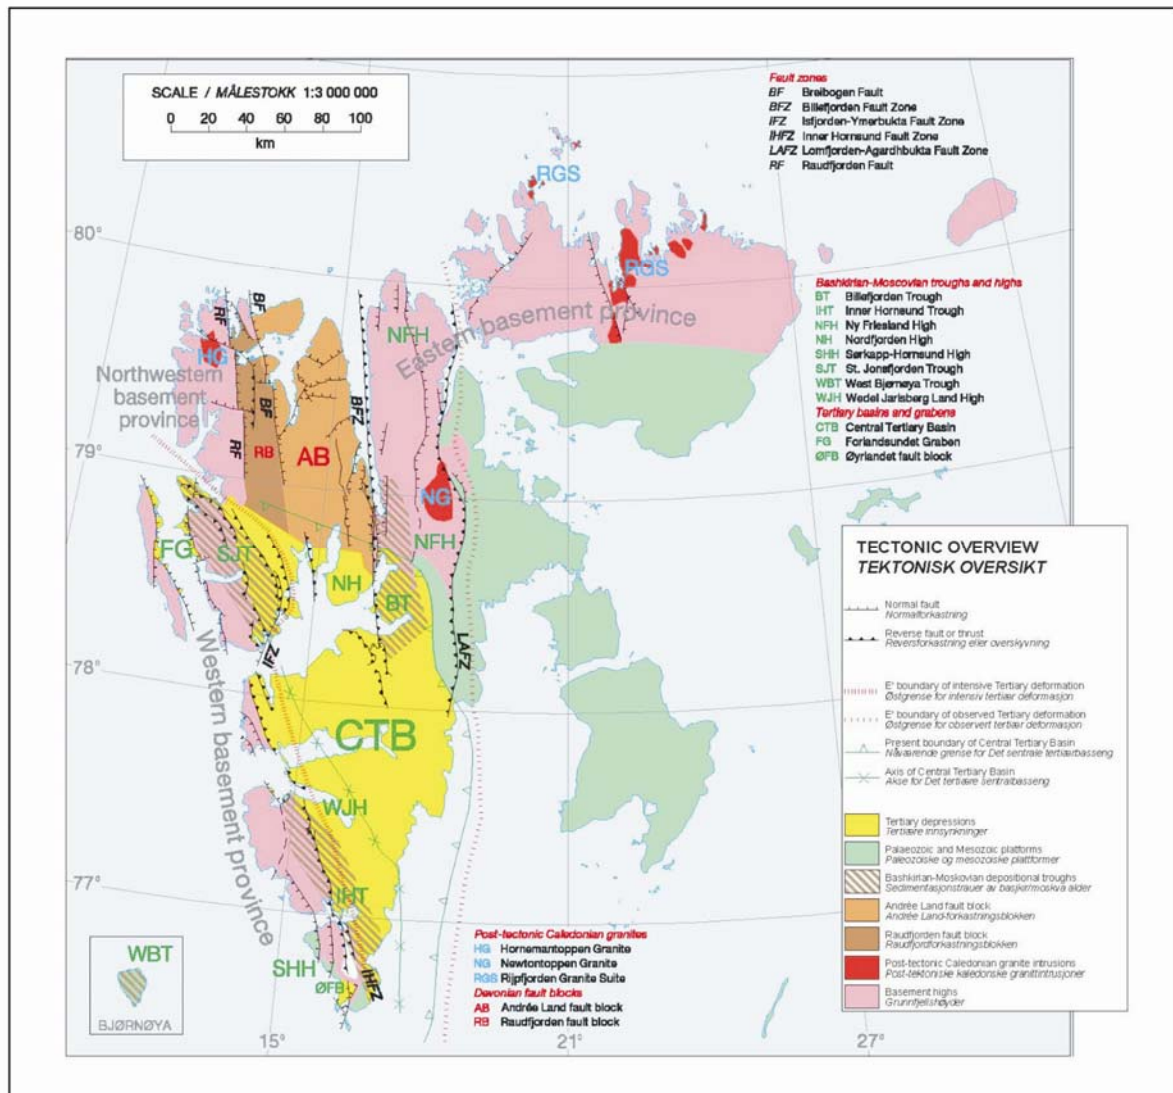 SCALE / MÅLESTOKK 1:3 000 000
0 20 40 60 80 100
km
Fault zones
BF Breibogen Fault
BFZ Billefjorden Fault Zone
IFZ Isfjorden-Ymerbukta Fault Zone
IHFZ Inner Hornsund Fault Zone
LAFZ Lomfjorden-Agardhbukta Fault Zone
RF Raudfjorden Fault
RGS
80°
RGS
Bashkirian-Moscovian troughs and highs
BT Billefjorden Trough
IHT Inner Hornsund Trough
NFH Ny Friesland High
NH Nordfjorden High
SHH Sørkapp-Hornsund High
SJT St. Jonsfjorden Trough
WBT West Bjørnøya Trough
WJH Wedel Jarlsberg Land High
Tertiary basins and grabens
CTB Central Tertiary Basin
FG Forlandsundet Graben
ØFB Øyrlandet fault block
RF
BF
NFH
Eastern basement province
HG
Northwestern
basement
province
BF
BFZ
79°
RF
RB
AB
NG
FG
SJT
NFH
NH
BT
IFZ
LAFZ
78°
Western basement province
CTB
WJH
77°
IHT
SHH
ØFB
IHFZ
WBT
BJØRNØYA
15°
21°
27°
Post-tectonic Caledonian granites
HG Hornemantoppen Granite
NG Newtontoppen Granite
RGS Rijpfjorden Granite Suite
Devonian fault blocks
AB Andrée Land fault block
RB Raudfjorden fault block
TECTONIC OVERVIEW
TEKTONISK OVERSIKT
Normal fault
Normalforkastning
Reverse fault or thrust
Reversforkastning eller overskyvning
E' boundary of intensive Tertiary deformation
Østgrense for intensiv tertiær deformasjon
E' boundary of observed Tertiary deformation
Østgrense for observert tertiær deformasjon
Present boundary of Central Tertiary Basin
Nåværende grense for Det sentrale tertiærbasseng
Axis of Central Tertiary Basin
Akse for Det tertiære sentralbasseng
Tertiary depressions
Tertiære innsynkninger
Palaeozoic and Mesozoic platforms
Paleozoiske og mesozoiske plattformer
Bashkirian-Moskovian depositional troughs
Sedimentasjonstrauer av basjkir/moskva alder
Andrée Land fault block
Andrée Land-forkastningsblokken
Raudfjorden fault block
Raudfjordforkastningsblokken
Post-tectonic Caledonian granite intrusions
Post-tektoniske kaledonske granittintrusjoner
Basement highs
Grunnfjellshøyder